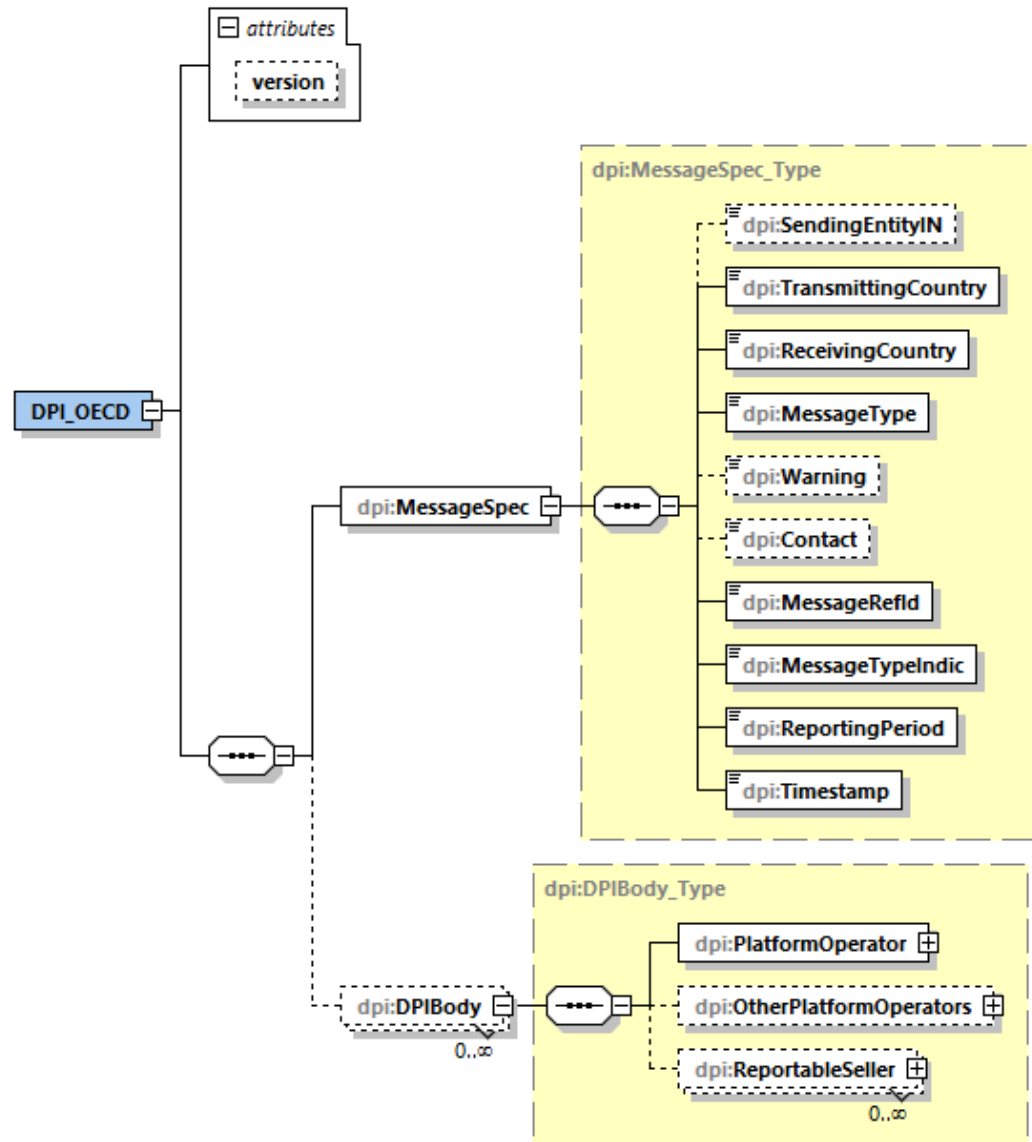 attributes
version
dpi:MessageSpec_Type
dpi:SendingEntityIN
dpi:TransmittingCountry
dpi:ReceivingCountry
DPI_OECD
dpi:MessageType
dpi:Warning
dpi:MessageSpec
dpi:Contact
dpi:MessageRefId
dpi:MessageTypeIndic
dpi:ReportingPeriod
dpi:Timestamp
dpi:DPIBody_Type
dpi:PlatformOperator
dpi:DPIBody
0..∞
dpi:OtherPlatformOperators
dpi:ReportableSeller
0..∞